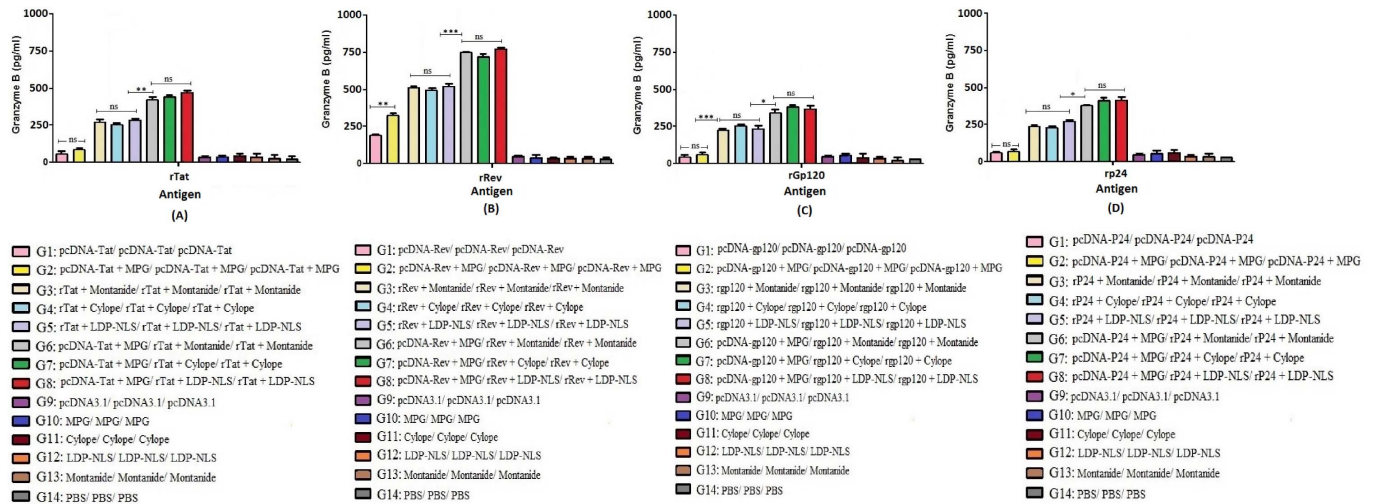 1000
750
500
250
0
Granzyme B (pg/ml)
ns
ns
**
ns
rTat
Antigen
(A)
1000
750
500
250
0
Granzyme B (pg/ml)
**
ns
***
ns
rRev
Antigen
(B)
1000
750
500
250
0
Granzyme B (pg/ml)
ns
***
ns
*
ns
rGp120
Antigen
(C)
1000
750
500
250
0
Granzyme B (pg/ml)
ns
ns
*
ns
rp24
Antigen
(D)
G1: pcDNA-Tat/ pcDNA-Tat/ pcDNA-Tat
G2: pcDNA-Tat + MPG/ pcDNA-Tat + MPG/ pcDNA-Tat + MPG
G3: rTat + Montanide/ rTat + Montanide/ rTat + Montanide
G4: rTat + Cylope/ rTat + Cylope/ rTat + Cylope
G5: rTat + LDP-NLS/ rTat + LDP-NLS/ rTat + LDP-NLS
G6: pcDNA-Tat + MPG/ rTat + Montanide/ rTat + Montanide
G7: pcDNA-Tat + MPG/ rTat + Cylope/ rTat + Cylope
G8: pcDNA-Tat + MPG/ rTat + LDP-NLS/ rTat + LDP-NLS
G9: pcDNA3.1/ pcDNA3.1/ pcDNA3.1
G10: MPG/ MPG/ MPG
G11: Cylope/ Cylope/ Cylope
G12: LDP-NLS/ LDP-NLS/ LDP-NLS
G13: Montanide/ Montanide/ Montanide
G14: PBS/ PBS/ PBS
G1: pcDNA-Rev/ pcDNA-Rev/ pcDNA-Rev
G2: pcDNA-Rev + MPG/ pcDNA-Rev + MPG/ pcDNA-Rev + MPG
G3: rRev + Montanide/ rRev + Montanide/ rRev + Montanide
G4: rRev + Cylope/ rRev + Cylope/ rRev + Cylope
G5: rRev + LDP-NLS/ rRev + LDP-NLS/ rRev + LDP-NLS
G6: pcDNA-Rev + MPG/ rRev + Montanide/ rRev + Montanide
G7: pcDNA-Rev + MPG/ rRev + Cylope/ rRev + Cylope
G8: pcDNA-Rev + MPG/ rRev + LDP-NLS/ rRev + LDP-NLS
G9: pcDNA3.1/ pcDNA3.1/ pcDNA3.1
G10: MPG/ MPG/ MPG
G11: Cylope/ Cylope/ Cylope
G12: LDP-NLS/ LDP-NLS/ LDP-NLS
G13: Montanide/ Montanide/ Montanide
G14: PBS/ PBS/ PBS
G1: pcDNA-gp120/ pcDNA-gp120/ pcDNA-gp120
G2: pcDNA-gp120 + MPG/ pcDNA-gp120 + MPG/ pcDNA-gp120 + MPG
G3: rgp120 + Montanide/ rgp120 + Montanide/ rgp120 + Montanide
G4: rgp120 + Cylope/ rgp120 + Cylope/ rgp120 + Cylope
G5: rgp120 + LDP-NLS/ rgp120 + LDP-NLS/ rgp120 + LDP-NLS
G6: pcDNA-gp120 + MPG/ rgp120 + Montanide/ rgp120 + Montanide
G7: pcDNA-gp120 + MPG/ rgp120 + Cylope/ rgp120 + Cylope
G8: pcDNA-gp120 + MPG/ rgp120 + LDP-NLS/ rgp120 + LDP-NLS
G9: pcDNA3.1/ pcDNA3.1/ pcDNA3.1
G10: MPG/ MPG/ MPG
G11: Cylope/ Cylope/ Cylope
G12: LDP-NLS/ LDP-NLS/ LDP-NLS
G13: Montanide/ Montanide/ Montanide
G14: PBS/ PBS/ PBS
G1: pcDNA-P24/ pcDNA-P24/ pcDNA-P24
G2: pcDNA-P24 + MPG/ pcDNA-P24 + MPG/ pcDNA-P24 + MPG
G3: rP24 + Montanide/ rP24 + Montanide/ rP24 + Montanide
G4: rP24 + Cylope/ rP24 + Cylope/ rP24 + Cylope
G5: rP24 + LDP-NLS/ rP24 + LDP-NLS/ rP24 + LDP-NLS
G6: pcDNA-P24 + MPG/ rP24 + Montanide/ rP24 + Montanide
G7: pcDNA-P24 + MPG/ rP24 + Cylope/ rP24 + Cylope
G8: pcDNA-P24 + MPG/ rP24 + LDP-NLS/ rP24 + LDP-NLS
G9: pcDNA3.1/ pcDNA3.1/ pcDNA3.1
G10: MPG/ MPG/ MPG
G11: Cylope/ Cylope/ Cylope
G12: LDP-NLS/ LDP-NLS/ LDP-NLS
G13: Montanide/ Montanide/ Montanide
G14: PBS/ PBS/ PBS